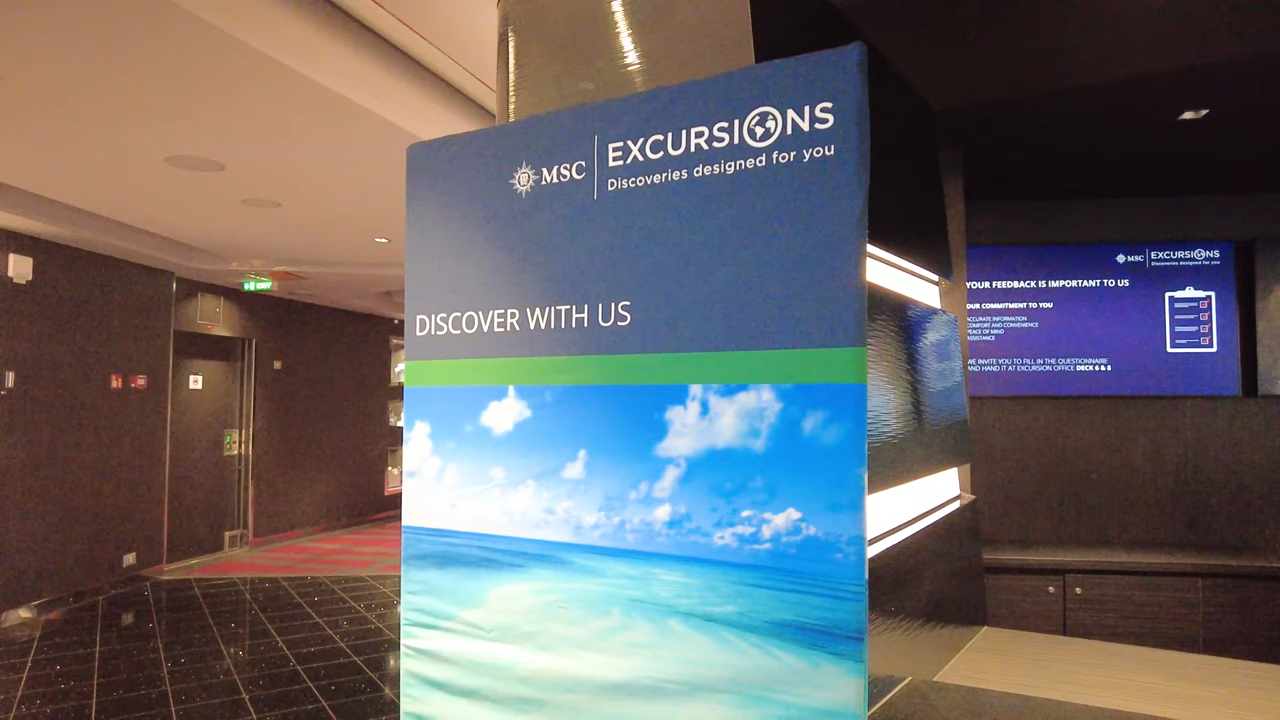 MSC
EXCURSIONS
Discoveries designed for you
DISCOVER WITH US
EXIT
MSC
EXCURSIONS
Discoveries designed for you
YOUR FEEDBACK IS IMPORTANT TO US
OUR COMMITMENT TO YOU
ACCURATE INFORMATION
COMFORT AND CONVENIENCE
PEACE OF MIND
ASSISTANCE
WE INVITE YOU TO FILL IN THE QUESTIONNAIRE
AND HAND IT AT EXCURSION OFFICE DECK 6 & 8